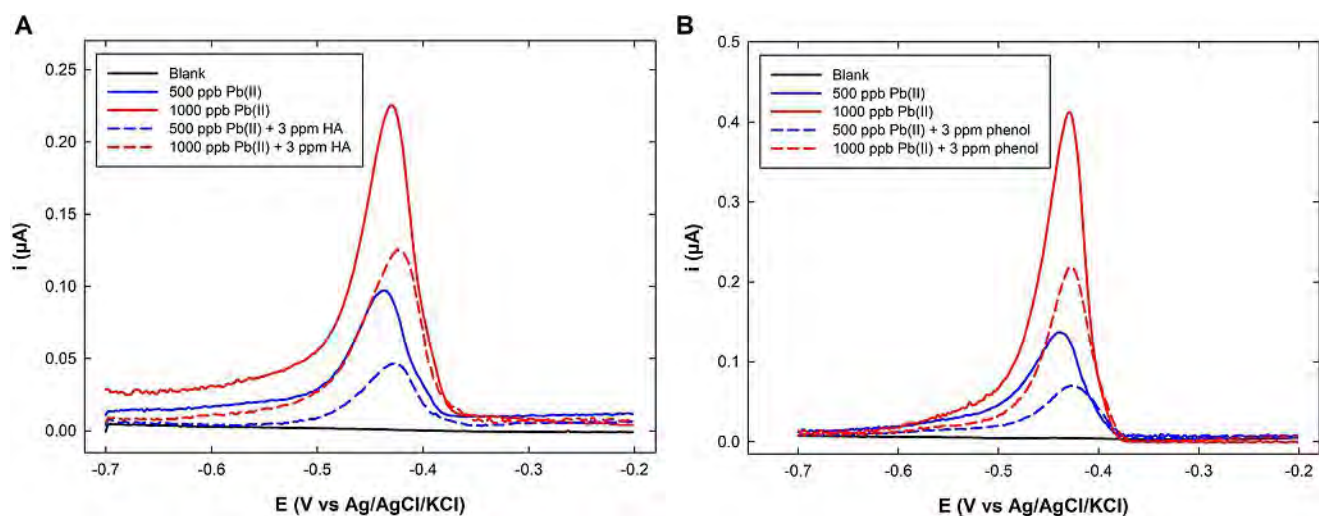 A
0.25
0.20
0.15
0.10
0.05
0.00
i (µA)
Blank
500 ppb Pb(II)
1000 ppb Pb(II)
500 ppb Pb(II) + 3 ppm HA
1000 ppb Pb(II) + 3 ppm HA
-0.7 -0.6 -0.5 -0.4 -0.3 -0.2
E (V vs Ag/AgCl/KCl)
B
0.5
0.4
0.3
0.2
0.1
0.0
i (µA)
Blank
500 ppb Pb(II)
1000 ppb Pb(II)
500 ppb Pb(II) + 3 ppm phenol
1000 ppb Pb(II) + 3 ppm phenol
-0.7 -0.6 -0.5 -0.4 -0.3 -0.2
E (V vs Ag/AgCl/KCl)